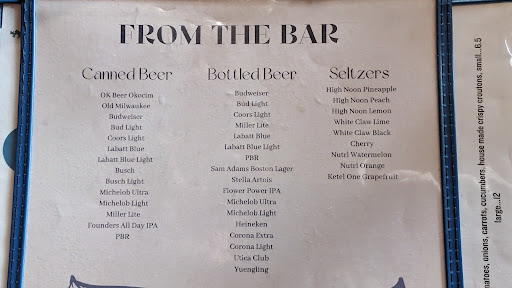 FROM THE BAR
Canned Beer
OK Beer Okocim
Old Milwaukee
Budweiser
Bud Light
Coors Light
Labatt Blue
Labatt Blue Light
Busch
Busch Light
Michelob Ultra
Michelob Light
Miller Lite
Founders All Day IPA
PBR
Bottled Beer
Budweiser
Bud Light
Coors Light
Miller Lite
Labatt Blue
Labatt Blue Light
PBR
Sam Adams Boston Lager
Stella Artois
Flower Power IPA
Michelob Ultra
Michelob Light
Heineken
Corona Extra
Corona Light
Utica Club
Yuengling
Seltzers
High Noon Pineapple
High Noon Peach
High Noon Lemon
White Claw Lime
White Claw Black
Cherry
Nutrl Watermelon
Nutrl Orange
Ketel One Grapefruit
onions, carrots, cucumbers, house made crispy croutons, small...6.5
large...12